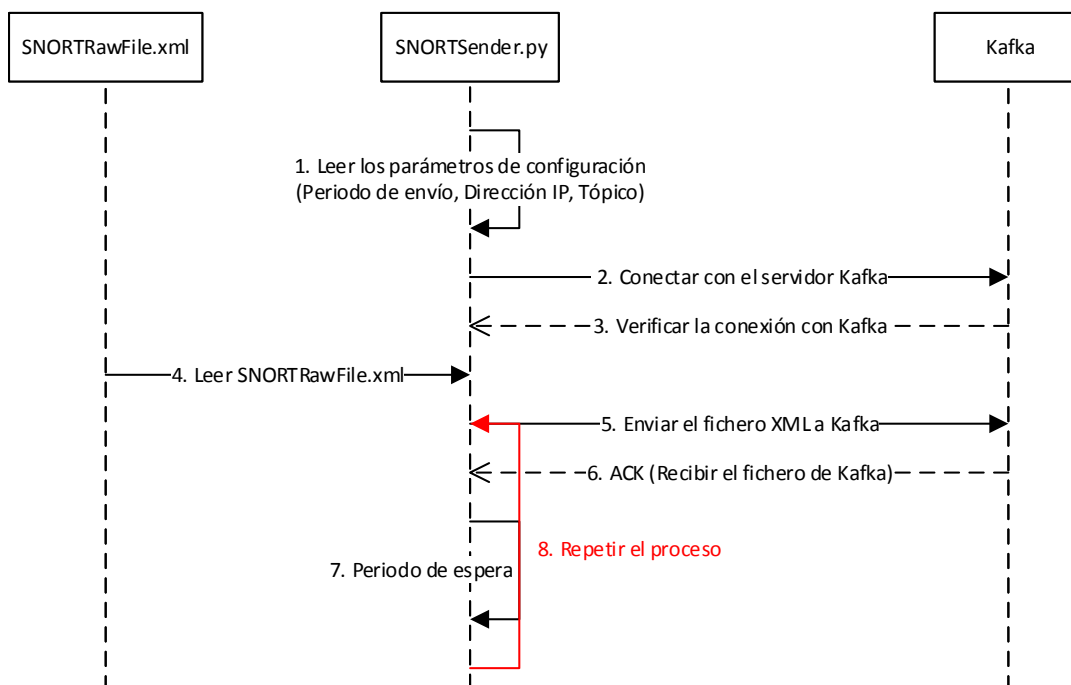 SNORTRawFile.xml
SNORTSender.py
Kafka
1. Leer los parámetros de configuración
(Periodo de envío, Dirección IP, Tópico)
2. Conectar con el servidor Kafka
3. Verificar la conexión con Kafka
4. Leer SNORTRawFile.xml
5. Enviar el fichero XML a Kafka
6. ACK (Recibir el fichero de Kafka)
8. Repetir el proceso
7. Periodo de espera